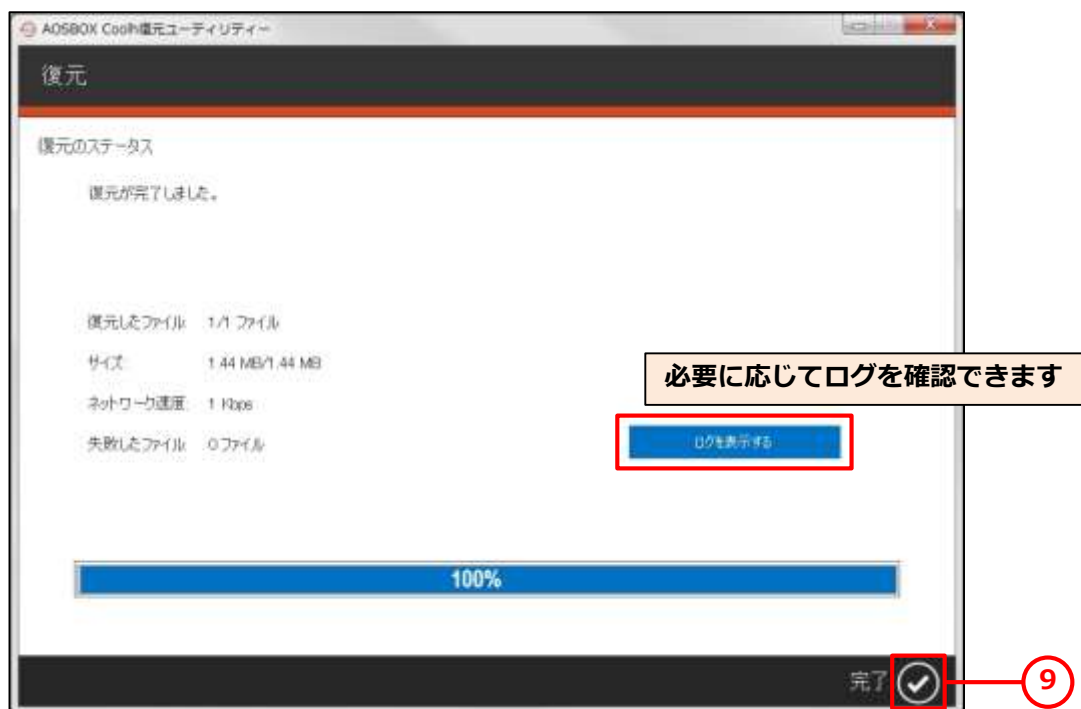 AOSBOX Cool復元ユーティリティー
復元
復元のステータス
復元が完了しました。
復元したファイル 1/1 ファイル
サイズ 1.44 MB/1.44 MB
必要に応じてログを確認できます
ネットワーク速度 1 Kbps
失敗したファイル 0 ファイル
ログを表示する
100%
完了
9